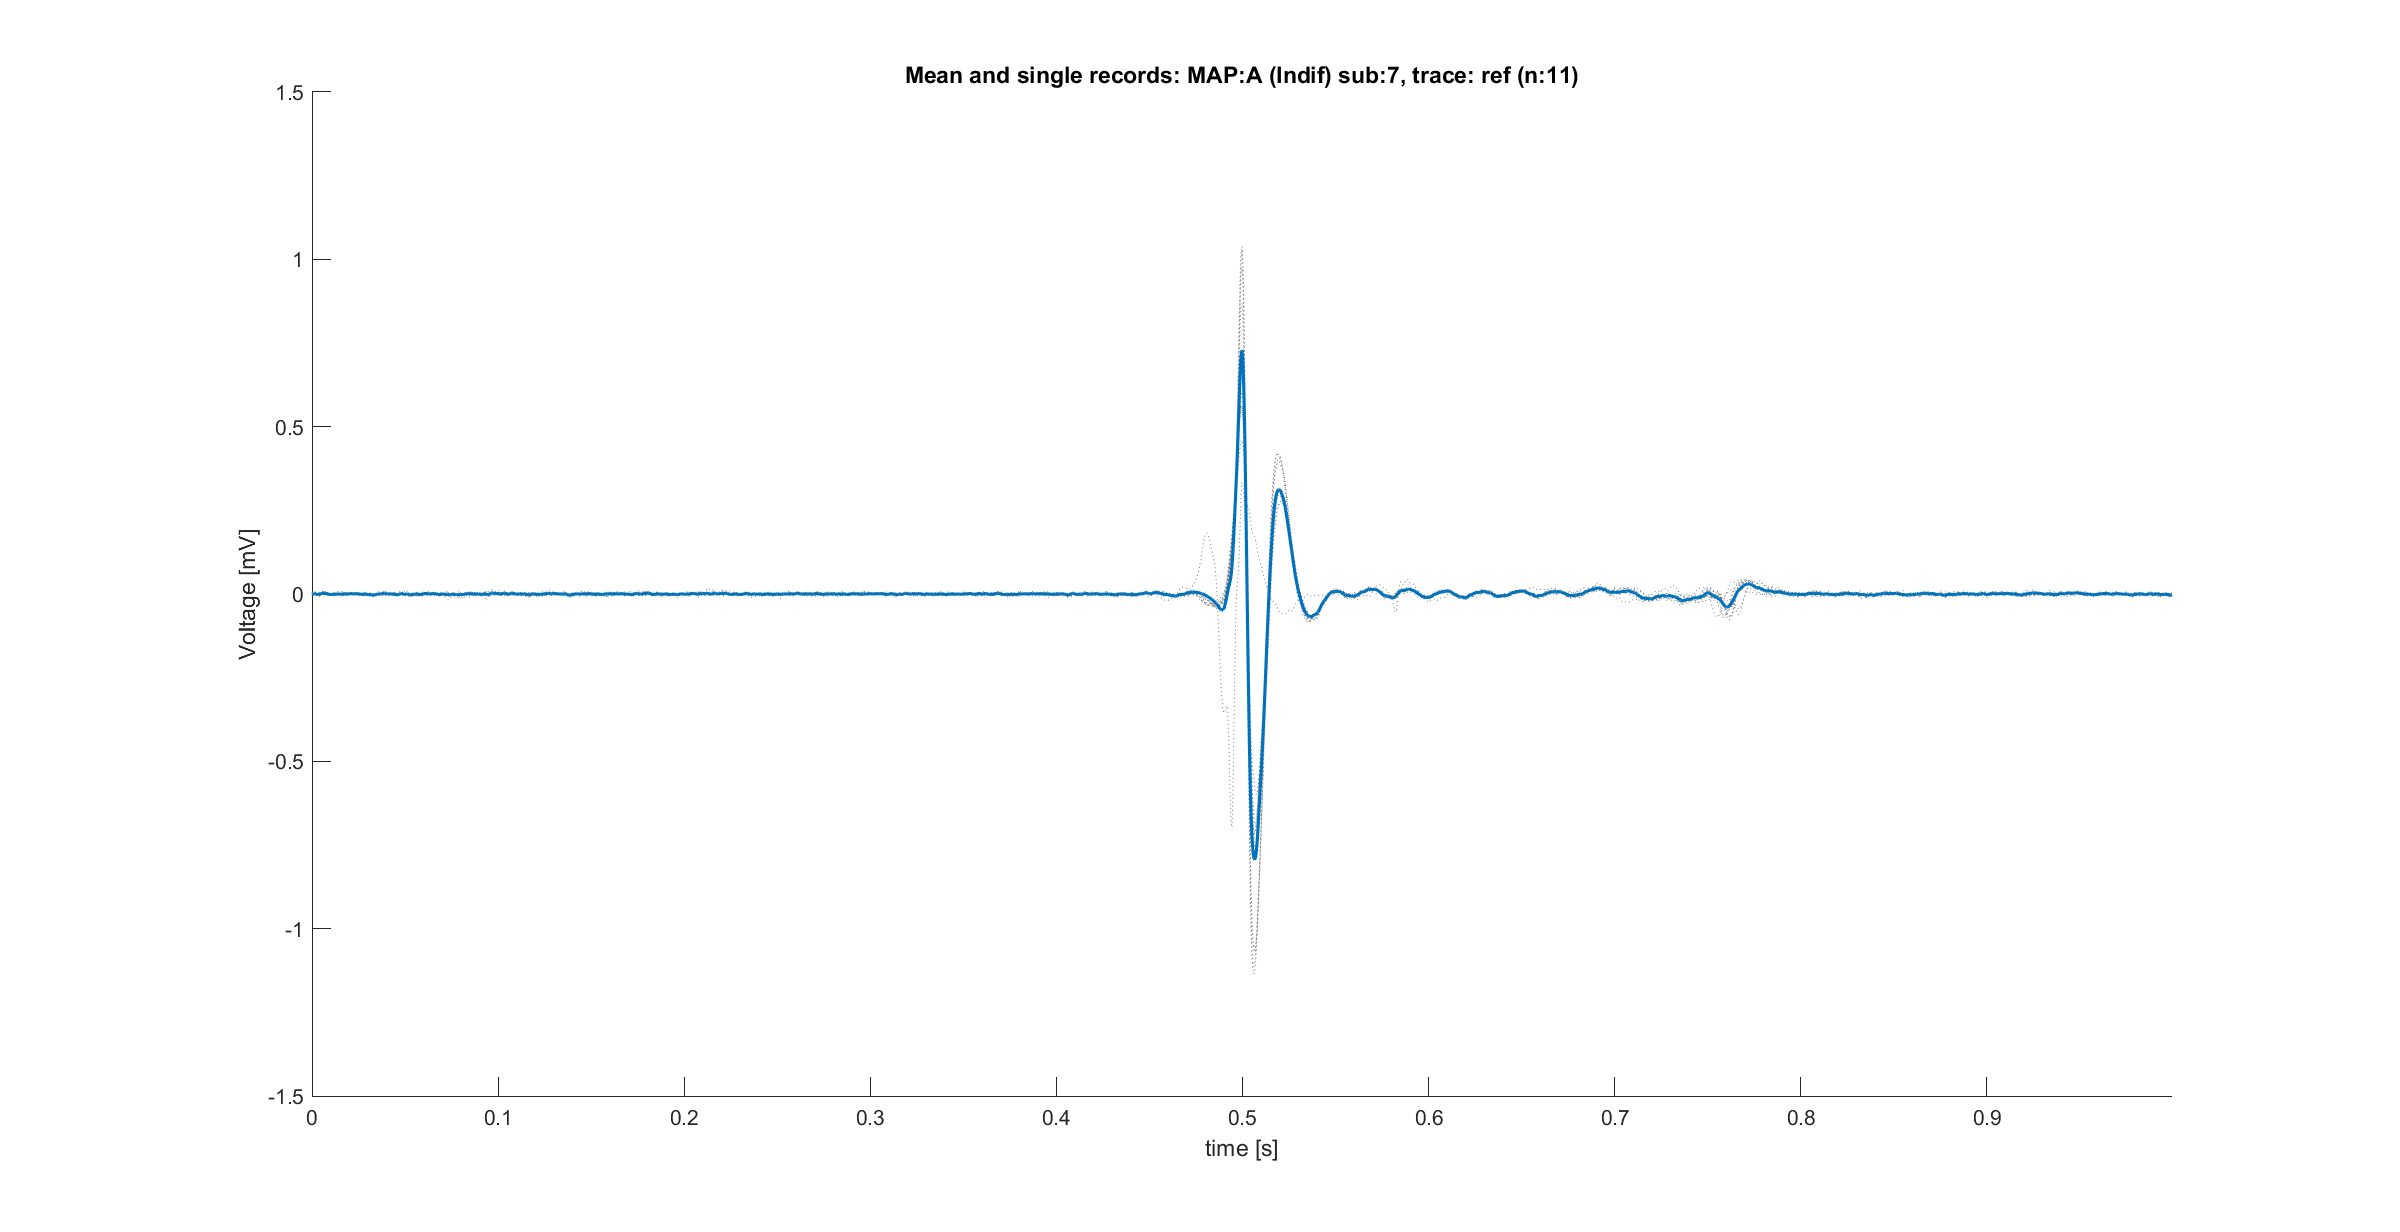 Mean and single records: MAP:A (Indif) sub:7, trace: ref (n:11)
1.5
1
0.5
0
-0.5
-1
-1.5
Voltage [mV]
0 0.1 0.2 0.3 0.4 0.5 0.6 0.7 0.8 0.9
time [s]